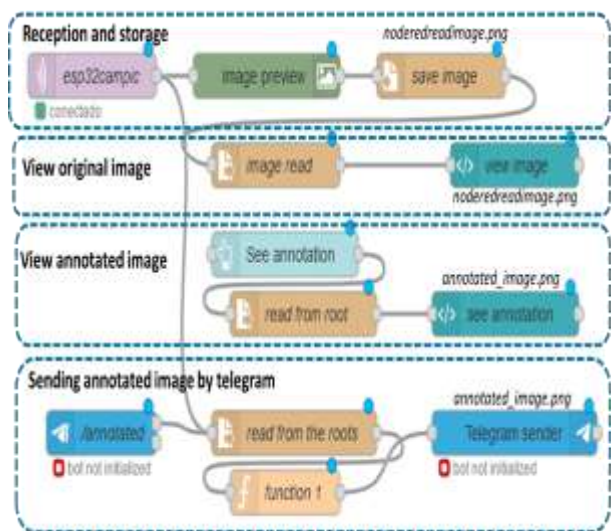 Reception and storage
noderedreadimage.png
esp32campic
image preview
save image
conectado
View original image
image read
view image
noderedreadimage.png
See annotation
View annotated image
annotated_image.png
read from root
see annotation
Sending annotated image by telegram
annotated_image.png
/annotated
read from the roots
Telegram sender
bot not initialized
bot not initialized
function 1